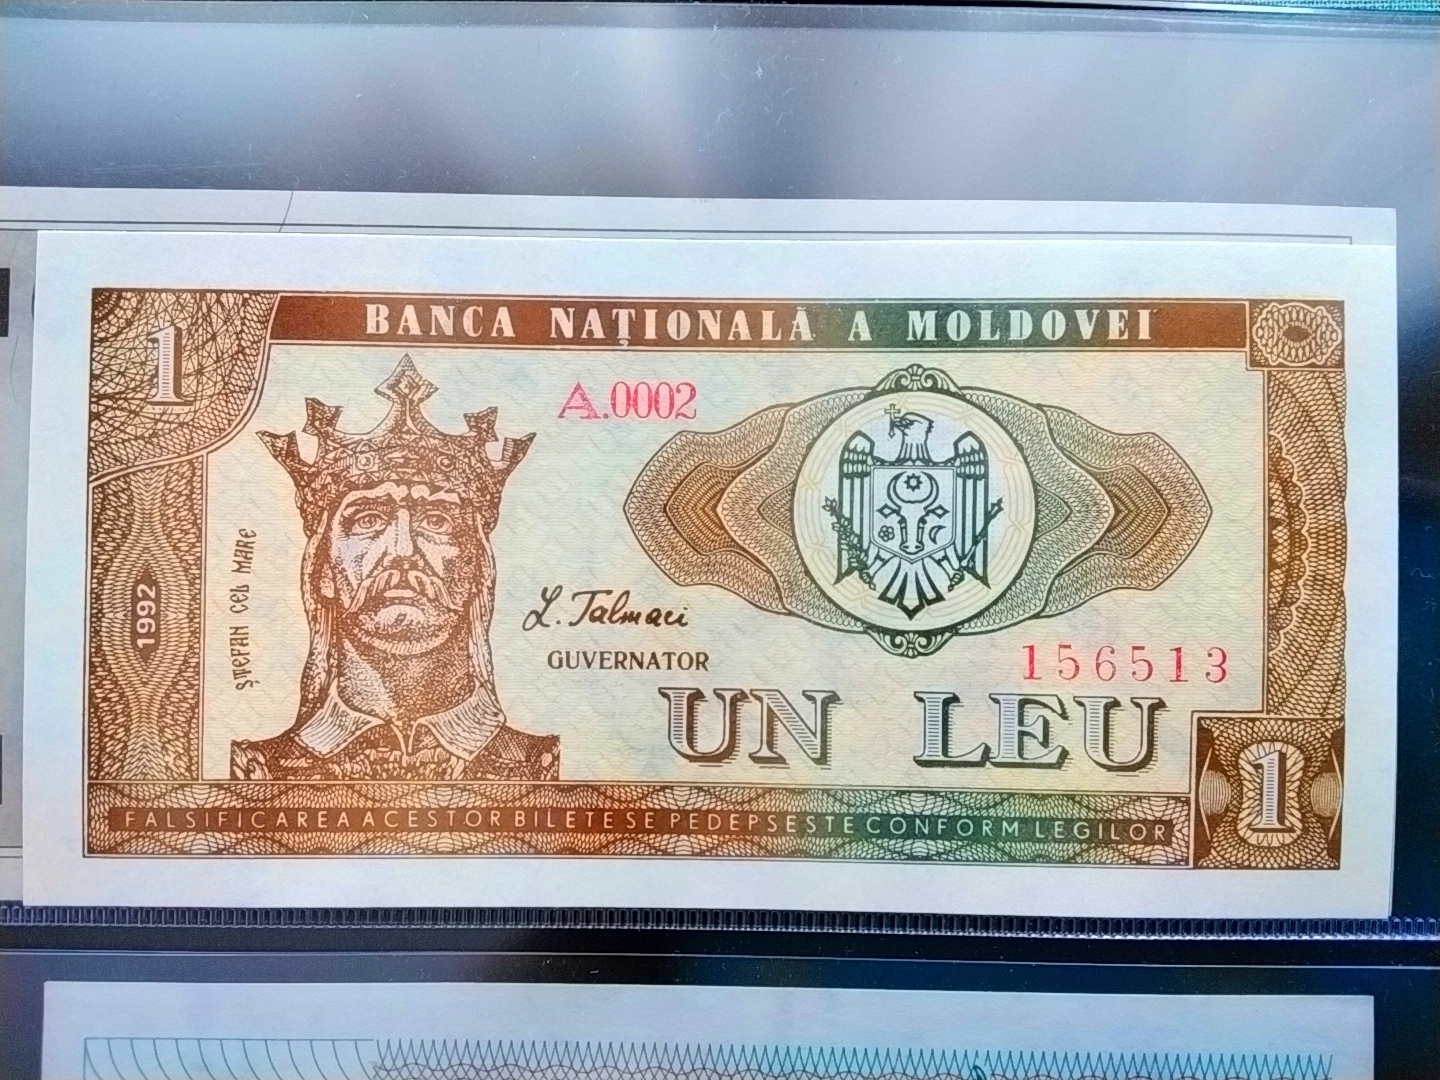 BANCA NAȚIONALĂ A MOLDOVEI
1
A.0002
ȘTEFAN CEL MARE
1992
L. Talmaci
GUVERNATOR
156513
UN LEU
1
FALSIFICAREA ACESTOR BILETE SE PEDEPSESTE CONFORM LEGILOR